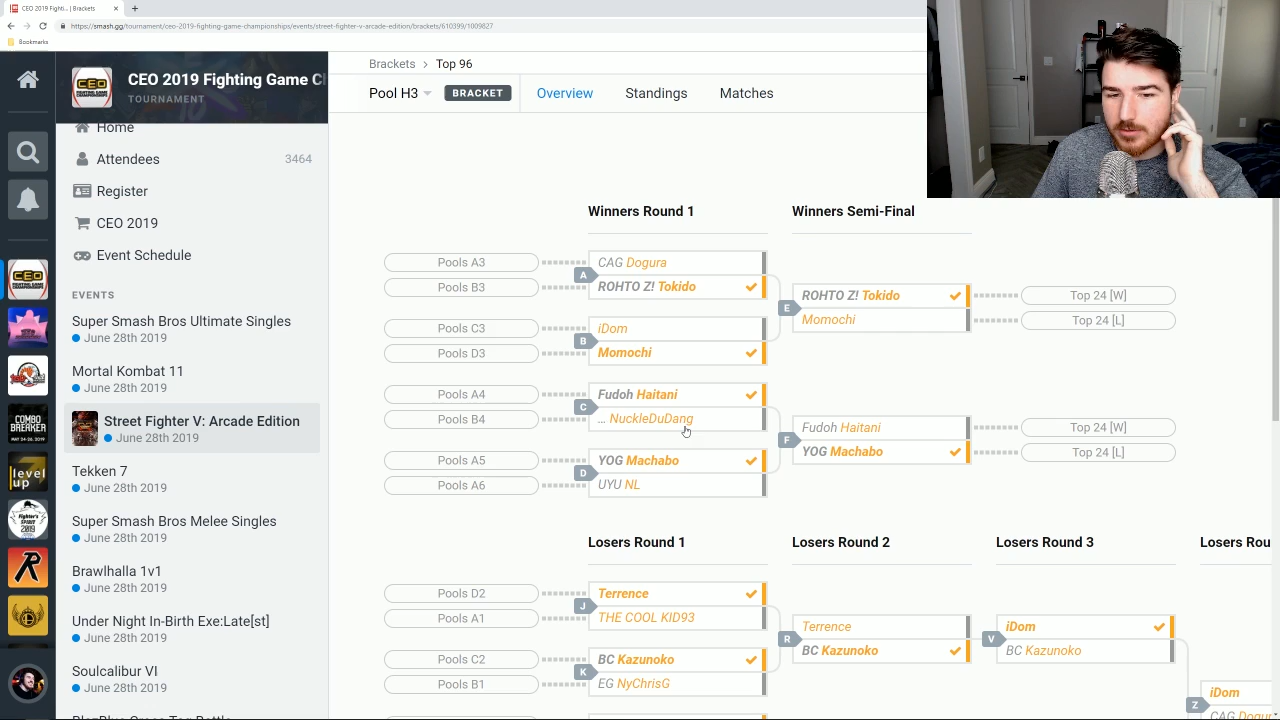 CEO 2019 Fighti... | Brackets
https://smash.gg/tournament/ceo-2019-fighting-game-championships/events/street-fighter-v-arcade-edition/brackets/610399/1009827
Bookmarks
CEO
CEO 2019 Fighting Game Cl
TOURNAMENT
Home
Attendees 3464
Register
CEO 2019
Event Schedule
EVENTS
Super Smash Bros Ultimate Singles
June 28th 2019
Mortal Kombat 11
June 28th 2019
Street Fighter V: Arcade Edition
June 28th 2019
Tekken 7
June 28th 2019
Super Smash Bros Melee Singles
June 28th 2019
Brawlhalla 1v1
June 28th 2019
Under Night In-Birth Exe:Late[st]
June 28th 2019
Soulcalibur VI
June 28th 2019
CEO
COMBO
BREAKER
level
up
R
Brackets > Top 96
Pool H3 BRACKET Overview Standings Matches
Winners Round 1 Winners Semi-Final
Pools A3
Pools B3
A
CAG Dogura
ROHTO Z! Tokido
Pools C3
Pools D3
B
iDom
Momochi
Pools A4
Pools B4
C
Fudoh Haitani
... NuckleDuDang
Pools A5
Pools A6
D
YOG Machabo
UYU NL
E
ROHTO Z! Tokido
Momochi
Top 24 [W]
Top 24 [L]
F
Fudoh Haitani
YOG Machabo
Top 24 [W]
Top 24 [L]
Losers Round 1 Losers Round 2 Losers Round 3 Losers Rou
Pools D2
Pools A1
J
Terrence
THE COOL KID93
Pools C2
Pools B1
K
BC Kazunoko
EG NyChrisG
R
Terrence
BC Kazunoko
V
iDom
BC Kazunoko
Z
iDom
CAG Dogu